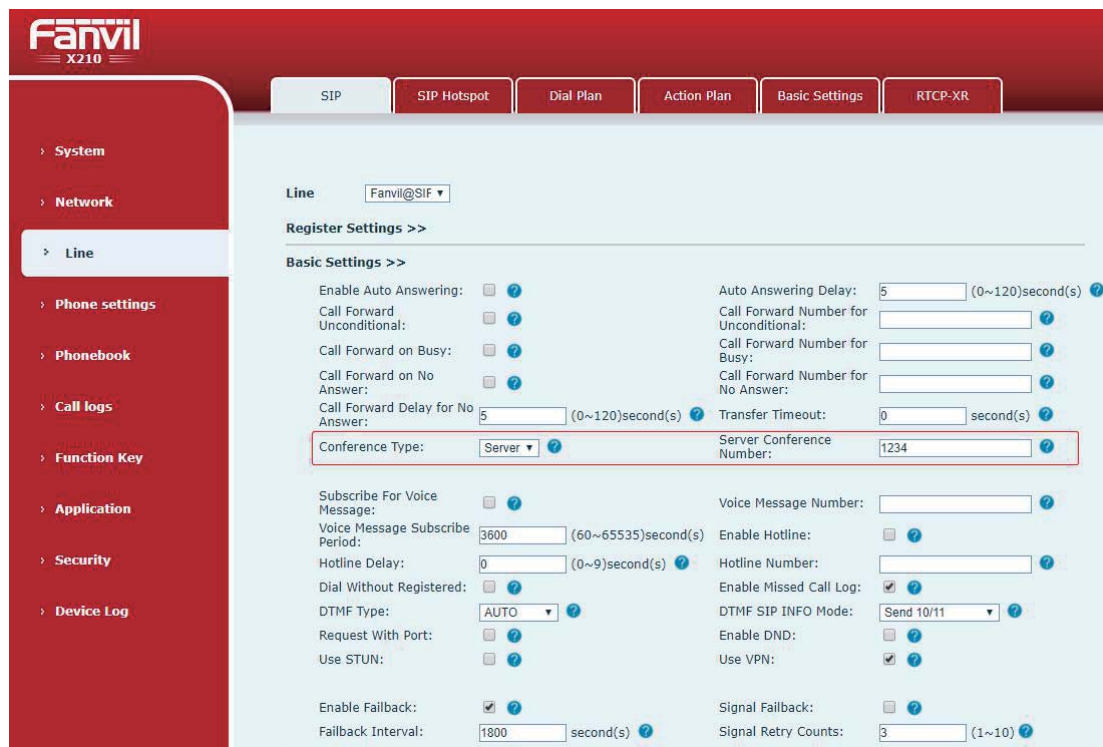 Fanvil
X210
SIP
SIP Hotspot
Dial Plan
Action Plan
Basic Settings
RTCP-XR
› System
› Network
› Line
› Phone settings
› Phonebook
› Call logs
› Function Key
› Application
› Security
› Device Log
Line Fanvil@SIF ▾
Register Settings >>
Basic Settings >>
Enable Auto Answering: ? Auto Answering Delay: 5 (0~120)second(s) ?
Call Forward
Unconditional: ? Call Forward Number for
Unconditional: ?
Call Forward on Busy: ? Call Forward Number for
Busy: ?
Call Forward on No
Answer: ? Call Forward Number for
No Answer: ?
Call Forward Delay for No
Answer: 5 (0~120)second(s) ? Transfer Timeout: 0 second(s) ?
Conference Type: Server ▾ ? Server Conference
Number: 1234 ?
Subscribe For Voice
Message: ? Voice Message Number: ?
Voice Message Subscribe
Period: 3600 (60~65535)second(s) Enable Hotline: ?
Hotline Delay: 0 (0~9)second(s) ? Hotline Number: ?
Dial Without Registered: ? Enable Missed Call Log: ?
DTMF Type: AUTO ▾ ? DTMF SIP INFO Mode: Send 10/11 ▾ ?
Request With Port: ? Enable DND: ?
Use STUN: ? Use VPN: ?
Enable Failback: ? Signal Failback: ?
Failback Interval: 1800 second(s) ? Signal Retry Counts: 3 (1~10) ?